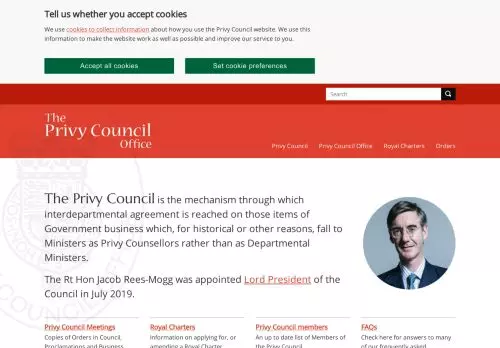 Tell us whether you accept cookies
We use cookies to collect information about how you use the Privy Council website. We use
this information to make the website work as well as possible and improve our service to you.
Accept all cookies
Set cookie preferences
Search
The
Privy Council
Office
Privy Council
Privy Council Office
Royal Charters
Orders
The Privy Council is the mechanism through which
interdepartmental agreement is reached on those items of
Government business which, for historical or other reasons, fall to
Ministers as Privy Counsellors rather than as Departmental
Ministers.
The Rt Hon Jacob Rees-Mogg was appointed Lord President of the
Council in July 2019.
Privy Council Meetings
Copies of Orders in Council,
Proclamations and Business
Royal Charters
Information on applying for, or
amending a Royal Charter
Privy Council members
An up to date list of Members of
the Privy Council
FAQs
Check here for answers to many
of our frequently asked